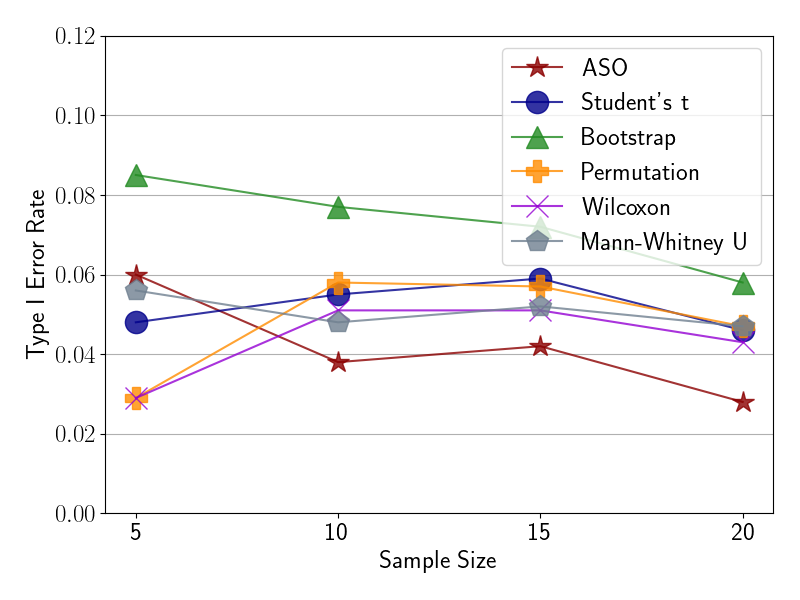 0.12
0.10
0.08
0.06
0.04
0.02
0.00
Type I Error Rate
ASO
Student's t
Bootstrap
Permutation
Wilcoxon
Mann-Whitney U
5
10
15
20
Sample Size